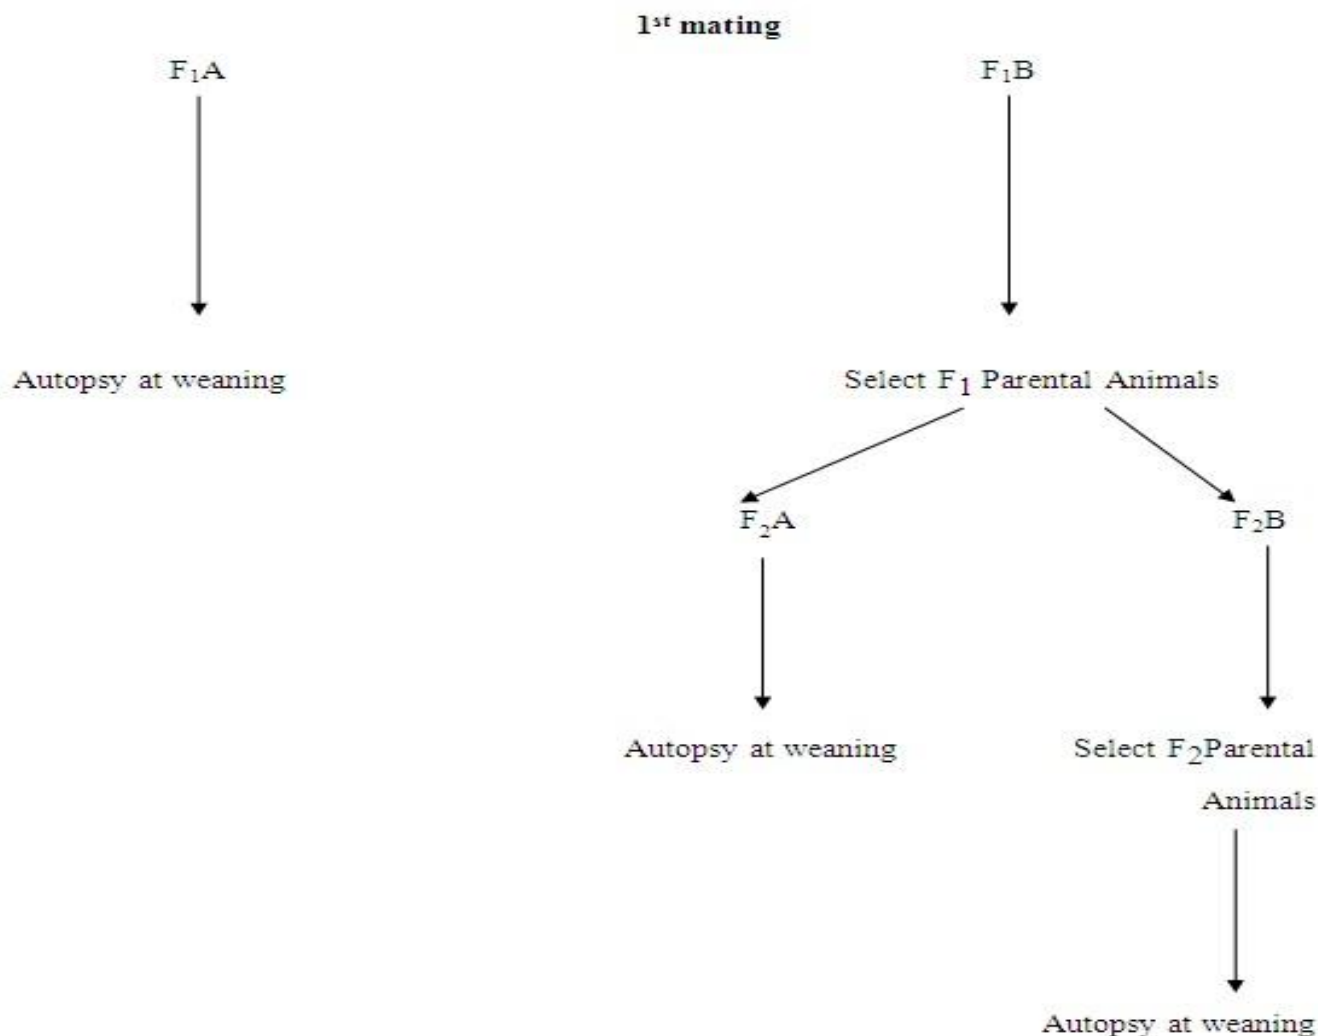 1st mating
F1A F1B
Autopsy at weaning Select F1 Parental Animals
F2A F2B
Autopsy at weaning Select F2Parental
Animals
Autopsy at weaning